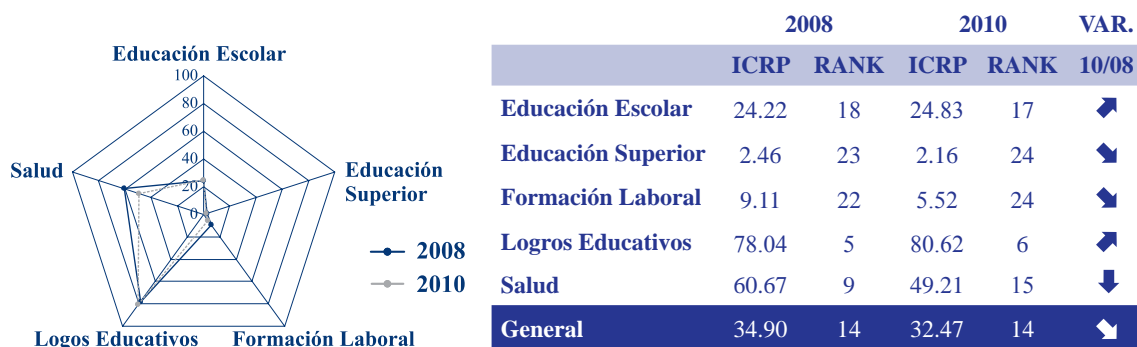 Educación Escolar
100
80
60
40
20
0
Salud
Educación
Superior
2008
2010
Logos Educativos
Formación Laboral
2008 2010 VAR.
ICRP RANK ICRP RANK 10/08
Educación Escolar 24.22 18 24.83 17
Educación Superior 2.46 23 2.16 24
Formación Laboral 9.11 22 5.52 24
Logros Educativos 78.04 5 80.62 6
Salud 60.67 9 49.21 15
General 34.90 14 32.47 14